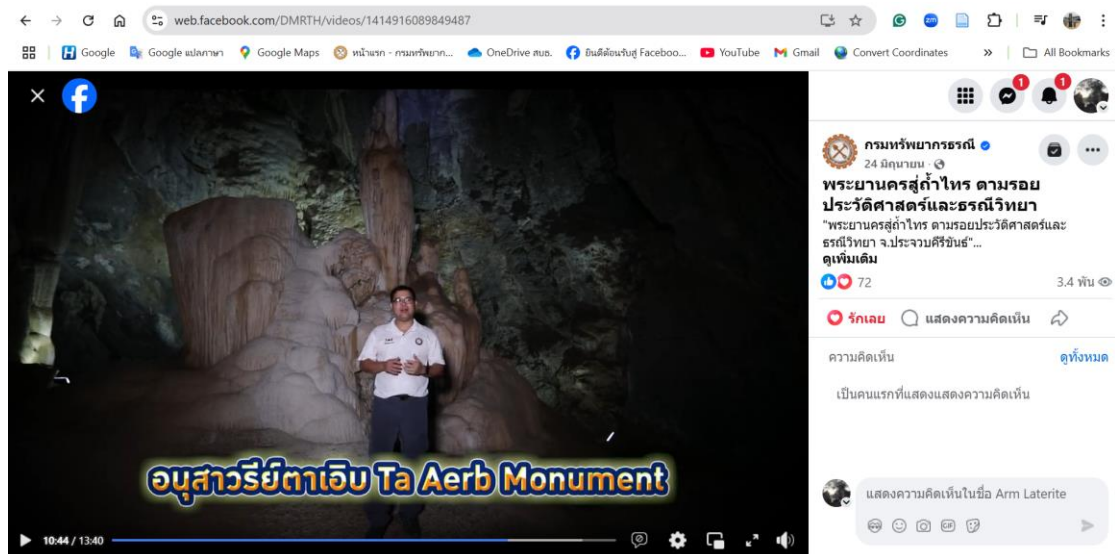 web.facebook.com/DMRTH/videos/1414916089849487
Google
Google แปลภาษา
Google Maps
หน้าแรก - กรมทรัพยาก...
OneDrive สบธ.
ยินดีต้อนรับสู่ Faceboo...
YouTube
Gmail
Convert Coordinates
»
All Bookmarks
1
1
กรมทรัพยากรธรณี
24 มิถุนายน ·
พระยานครสู่ถ้ำไทร ตามรอย
ประวัติศาสตร์และธรณีวิทยา
"พระยานครสู่ถ้ำไทร ตามรอยประวัติศาสตร์และ
ธรณีวิทยา จ.ประจวบคีรีขันธ์"...
ดูเพิ่มเติม
72
3.4 พัน
รักเลย
แสดงความคิดเห็น
ความคิดเห็น
ดูทั้งหมด
เป็นคนแรกที่แสดงแสดงความคิดเห็น
อนุสาวรีย์ตาเอิบ Ta Aerb Monument
10:44 / 13:40
แสดงความคิดเห็นในชื่อ Arm Laterite
GIF